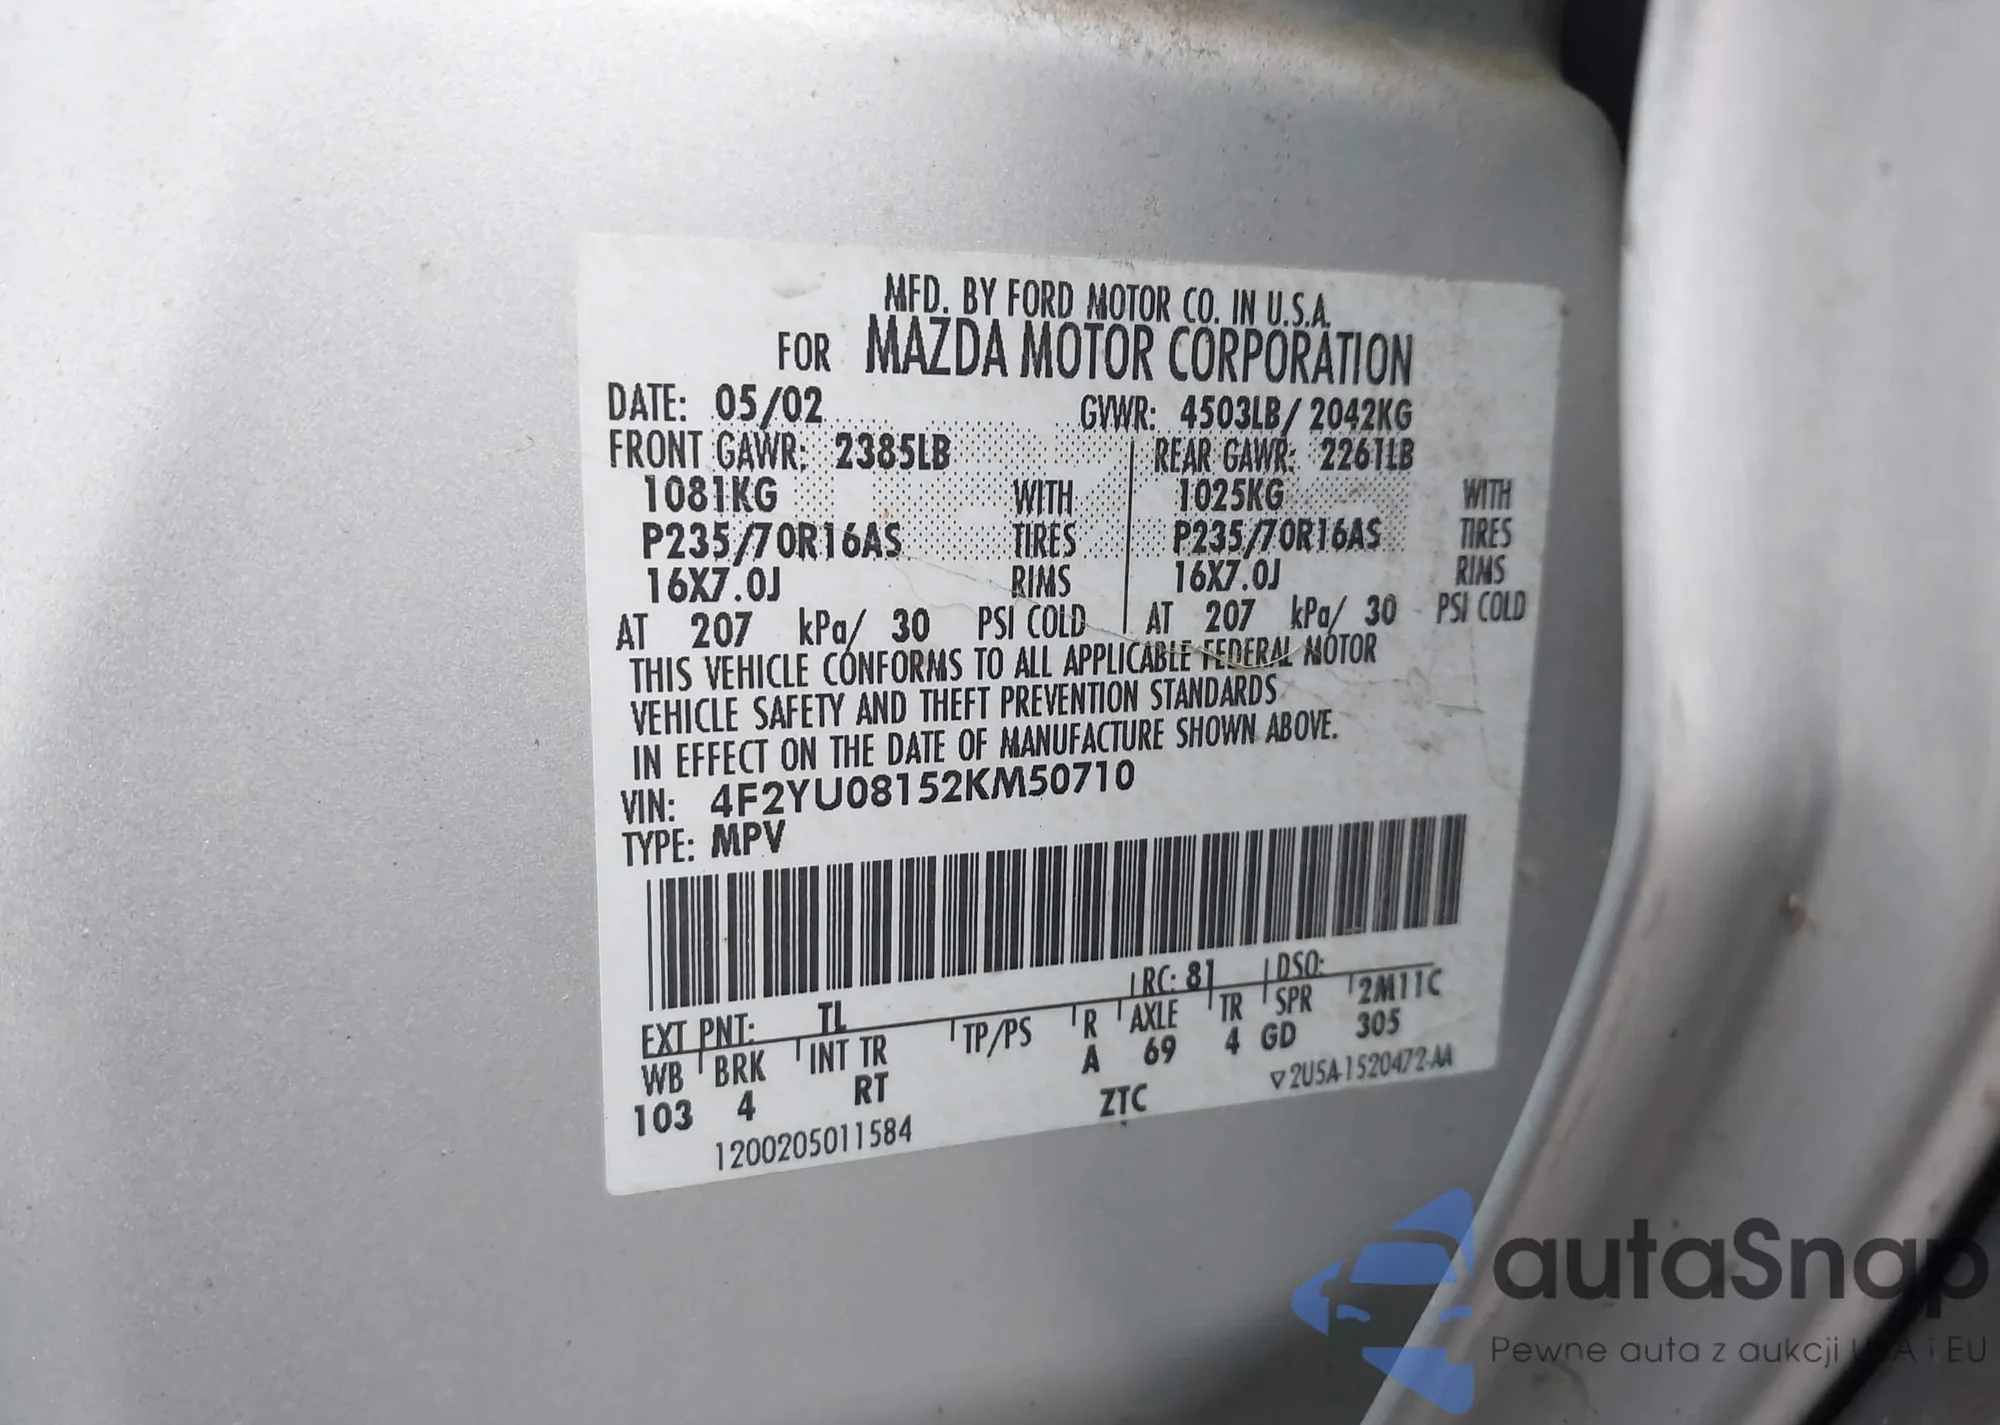 MFD. BY FORD MOTOR CO. IN U.S.A.
FOR MAZDA MOTOR CORPORATION
DATE: 05/02 GVWR: 4503LB/ 2042KG
FRONT GAWR: 2385LB REAR GAWR: 2261LB
1081KG WITH 1025KG WITH
P235/70R16AS TIRES P235/70R16AS TIRES
16X7.0J RIMS 16X7.0J RIMS
AT 207 kPa/ 30 PSI COLD AT 207 kPa/ 30 PSI COLD
THIS VEHICLE CONFORMS TO ALL APPLICABLE FEDERAL MOTOR
VEHICLE SAFETY AND THEFT PREVENTION STANDARDS
IN EFFECT ON THE DATE OF MANUFACTURE SHOWN ABOVE.
VIN: 4F2YU08152KM50710
TYPE: MPV
EXT PNT: TL RC: 81 DSO:
WB BRK INT TR TP/PS R AXLE TR SPR 2M11C
103 4 RT A 69 4 GD 305
1200205011584 ZTC ▽2U5A-1520472-AA
autaSnap
Pewne auta z aukcji USA i EU